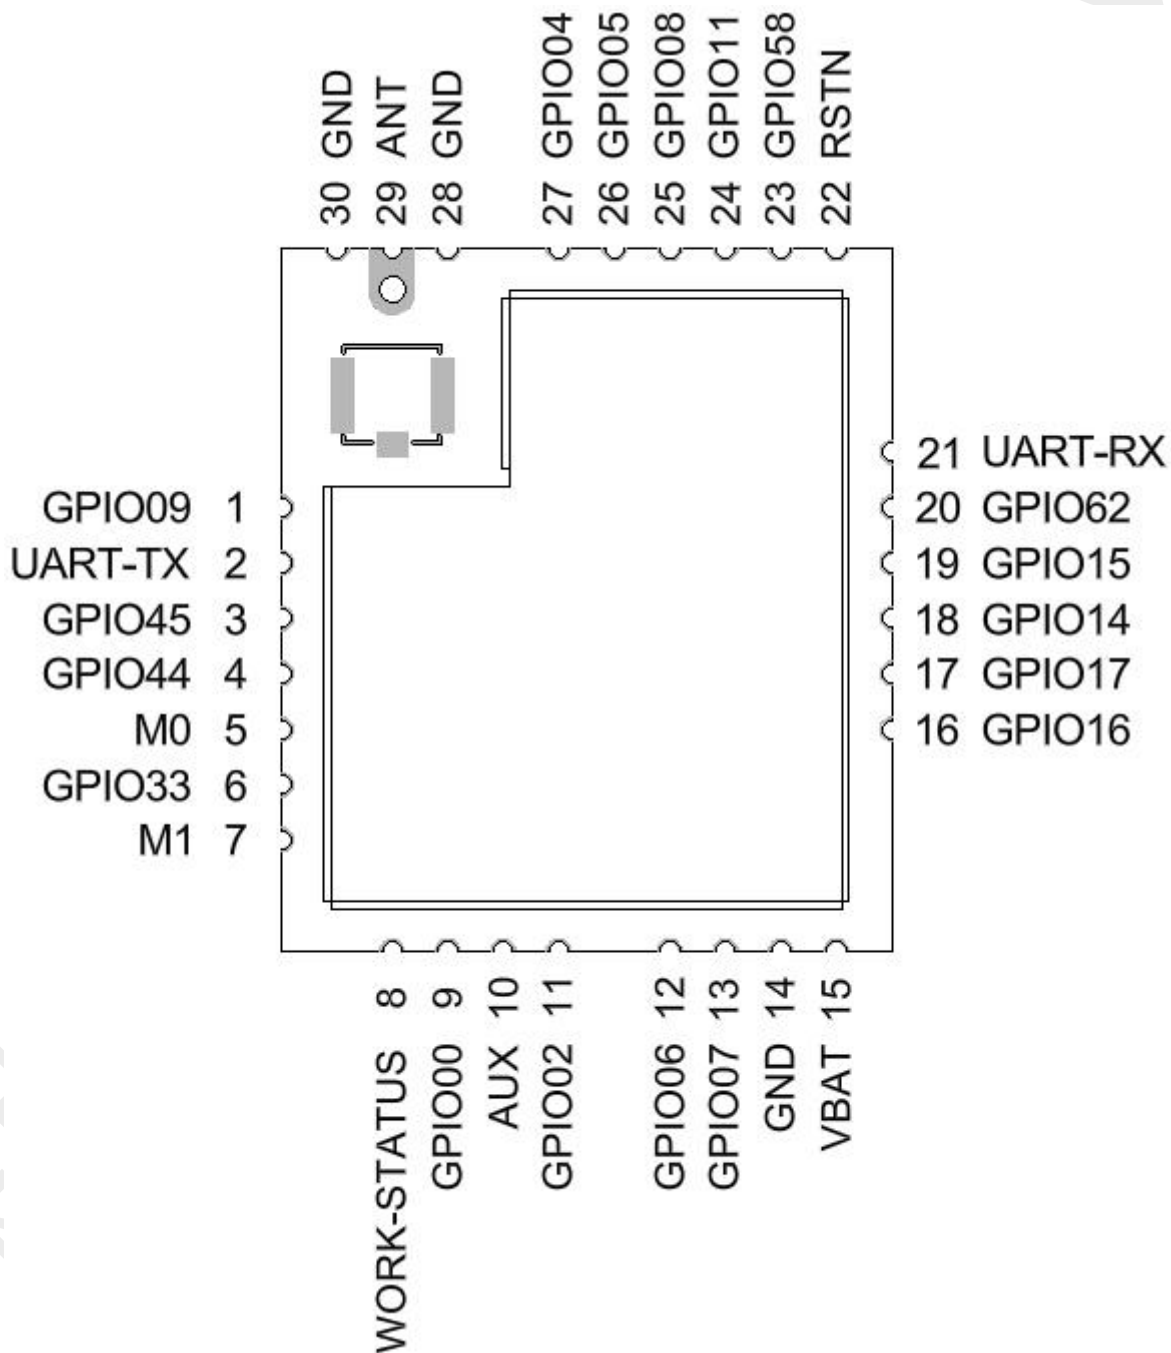 30 GND
29 ANT
28 GND
27 GPIO04
26 GPIO05
25 GPIO08
24 GPIO11
23 GPIO58
22 RSTN
GPIO09 1
UART-TX 2
GPIO45 3
GPIO44 4
M0 5
GPIO33 6
M1 7
21 UART-RX
20 GPIO62
19 GPIO15
18 GPIO14
17 GPIO17
16 GPIO16
WORK-STATUS 8
GPIO00 9
AUX 10
GPIO02 11
GPIO06 12
GPIO07 13
GND 14
VBAT 15